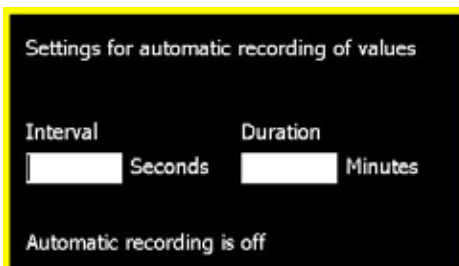 Settings for automatic recording of values
Interval Duration
Seconds Minutes
Automatic recording is off